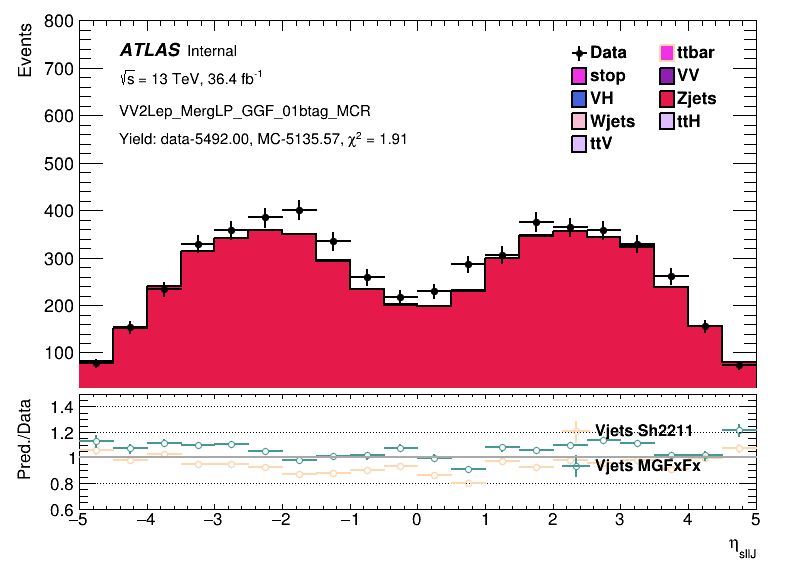 Events
800
700
600
500
400
300
200
100
ATLAS Internal
√s = 13 TeV, 36.4 fb⁻¹
VV2Lep_MergLP_GGF_01btag_MCR
Yield: data-5492.00, MC-5135.57, χ² = 1.91
Data ttbar
stop VV
VH Zjets
Wjets ttH
ttV
Pred./Data
1.4
1.2
1
0.8
0.6
Vjets Sh2211
Vjets MGFxFx
−5 −4 −3 −2 −1 0 1 2 3 4 5
η_sllJ